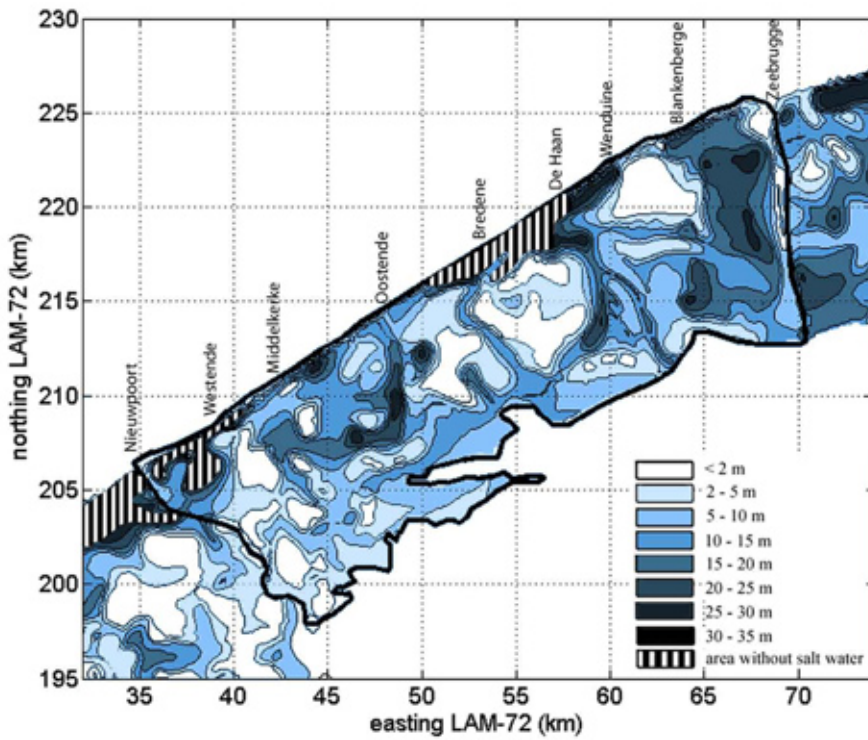 230
225
220
215
210
205
200
195
northing LAM-72 (km)
Nieuwpoort
Westende
Middelkerke
Oostende
Bredene
De Haan
Wenduine
Blankenberge
Zeebrugge
< 2 m
2 - 5 m
5 - 10 m
10 - 15 m
15 - 20 m
20 - 25 m
25 - 30 m
30 - 35 m
area without salt water
35 40 45 50 55 60 65 70
easting LAM-72 (km)